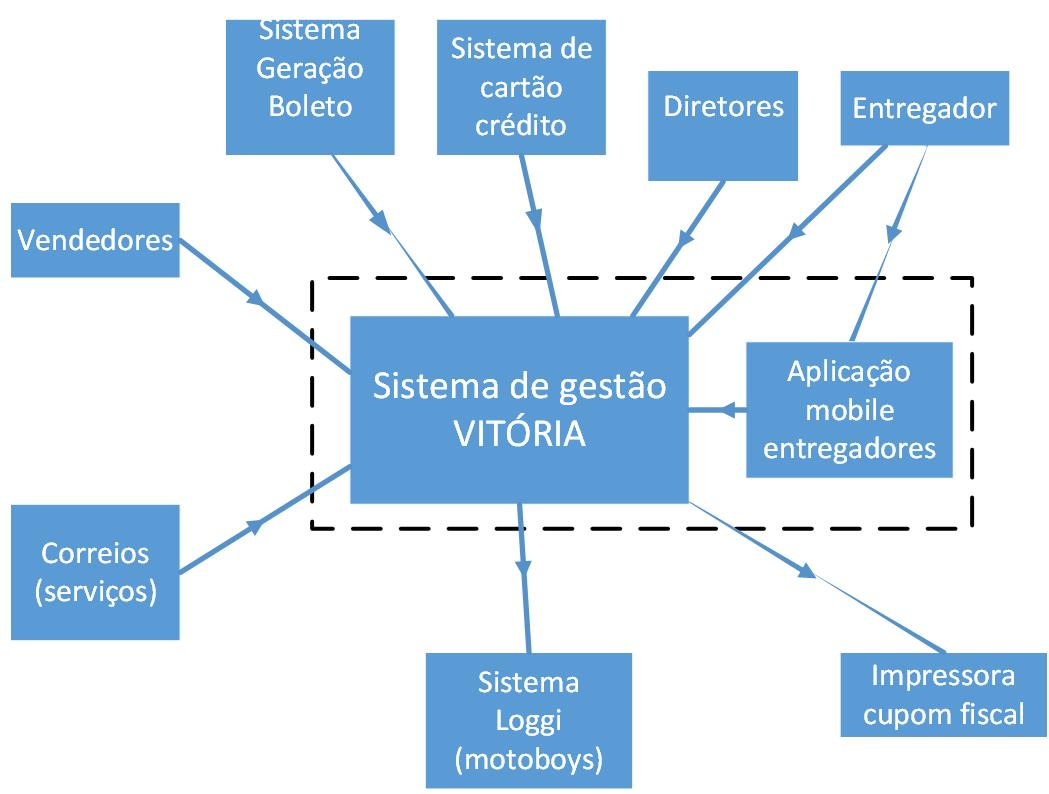 Sistema
Geração
Boleto
Sistema de
cartão
crédito
Diretores
Entregador
Vendedores
Sistema de gestão
VITÓRIA
Aplicação
mobile
entregadores
Correios
(serviços)
Sistema
Loggi
(motoboys)
Impressora
cupom fiscal